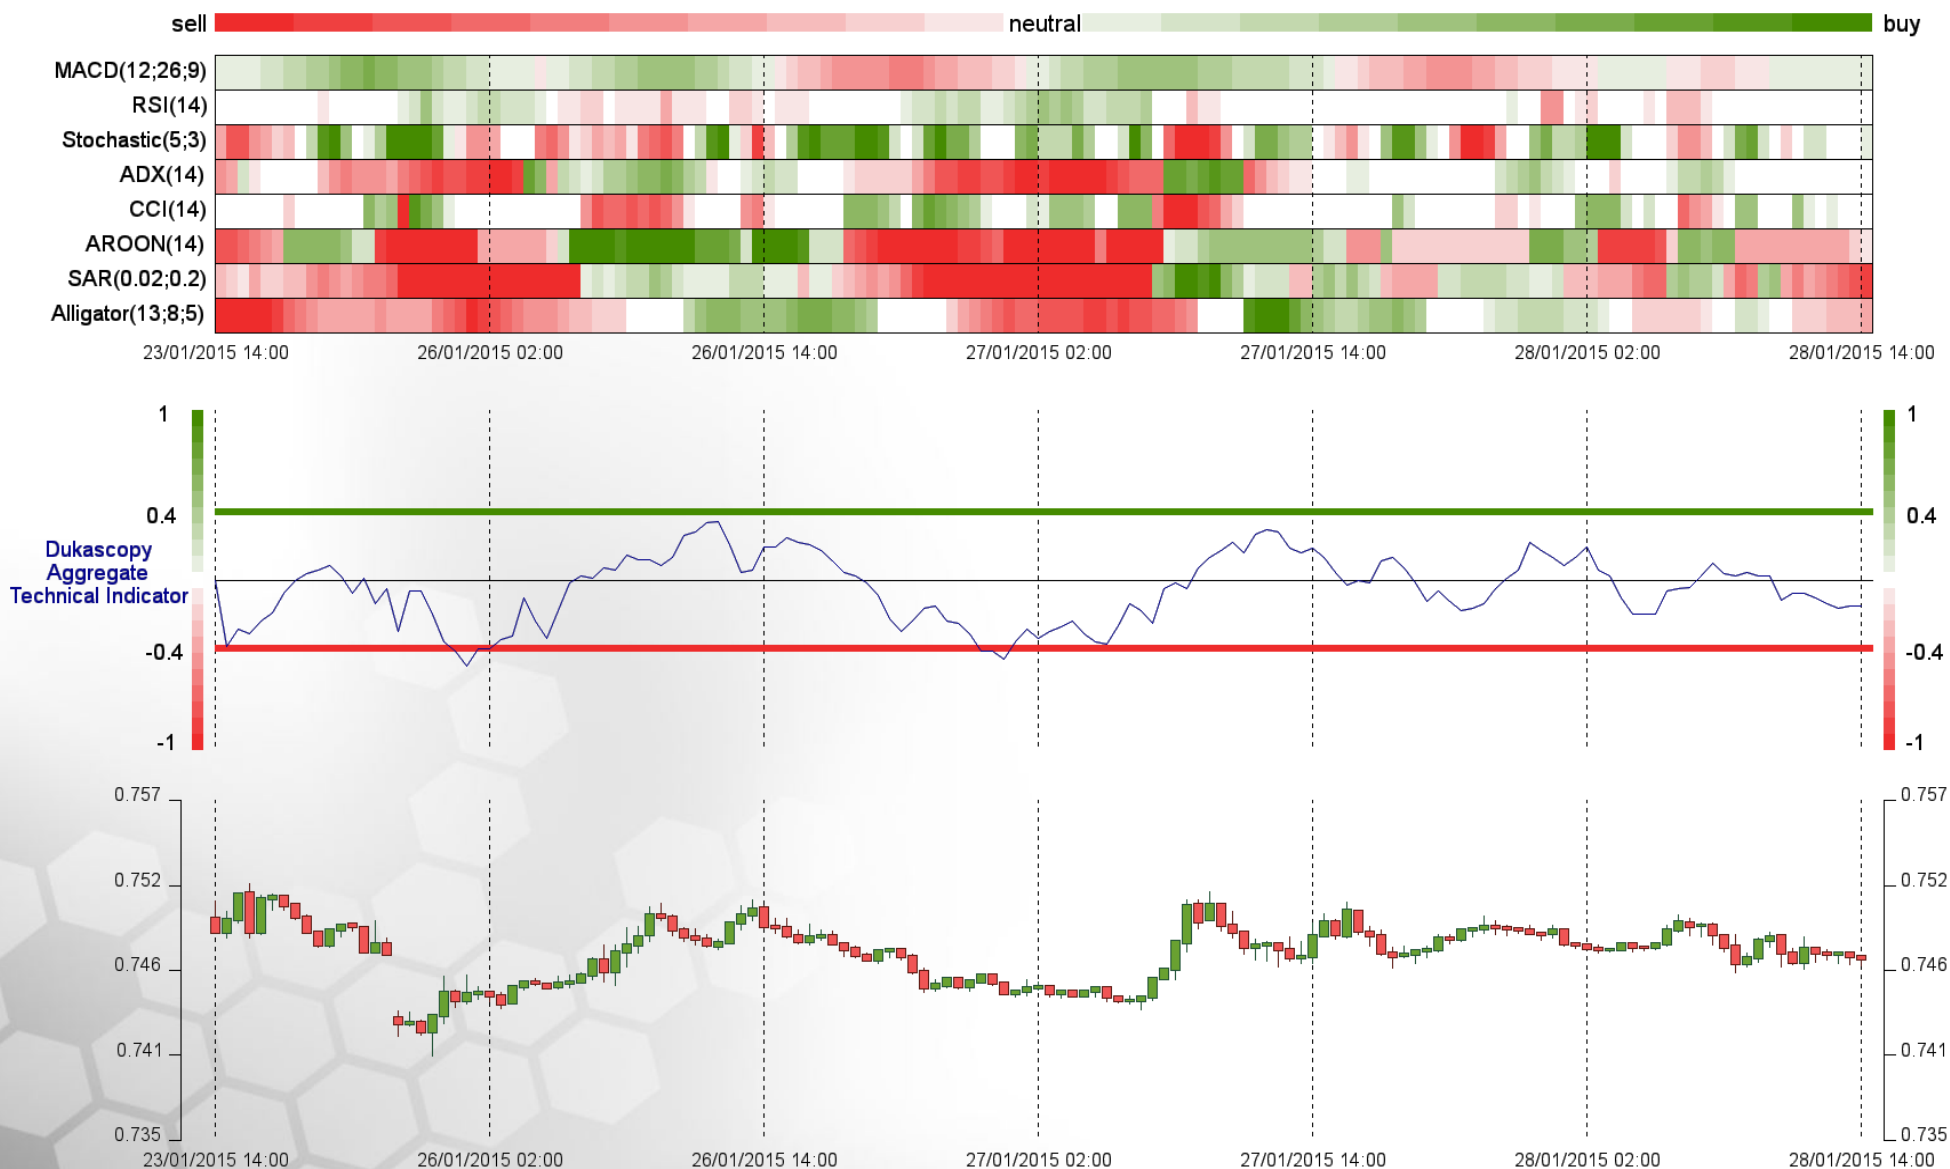 sell neutral buy
MACD(12;26;9)
RSI(14)
Stochastic(5;3)
ADX(14)
CCI(14)
AROON(14)
SAR(0.02;0.2)
Alligator(13;8;5)
23/01/2015 14:00 26/01/2015 02:00 26/01/2015 14:00 27/01/2015 02:00 27/01/2015 14:00 28/01/2015 02:00 28/01/2015 14:00
1 1
0.4 0.4
Dukascopy
Aggregate
Technical Indicator
-0.4 -0.4
-1 -1
0.757 0.757
0.752 0.752
0.746 0.746
0.741 0.741
0.735 0.735
23/01/2015 14:00 26/01/2015 02:00 26/01/2015 14:00 27/01/2015 02:00 27/01/2015 14:00 28/01/2015 02:00 28/01/2015 14:00